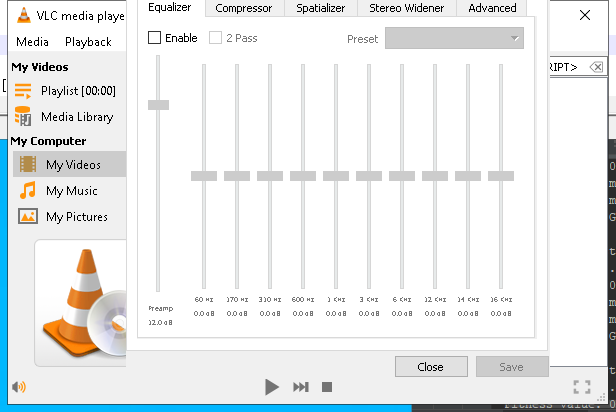 VLC media playe
Media Playback
My Videos
Playlist [00:00]
Media Library
My Computer
My Videos
My Music
My Pictures
Equalizer Compressor Spatializer Stereo Widener Advanced
Enable 2 Pass Preset
60 Hz 170 Hz 310 Hz 600 Hz 1 KHz 3 KHz 6 KHz 12 KHz 14 KHz 16 KHz
Preamp 0.0 dB 0.0 dB 0.0 dB 0.0 dB 0.0 dB 0.0 dB 0.0 dB 0.0 dB 0.0 dB 0.0 dB
12.0 dB
Close Save
RIPT>